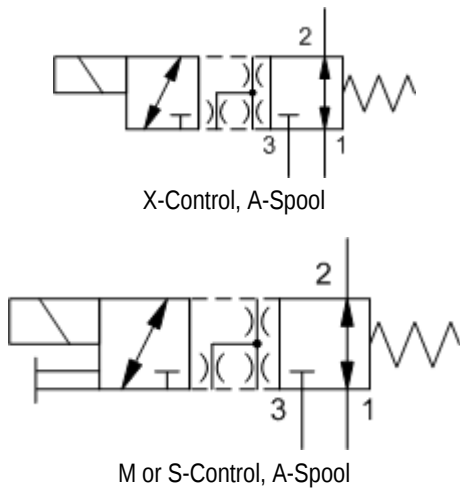 2
3 1
X-Control, A-Spool
2
3 1
M or S-Control, A-Spool